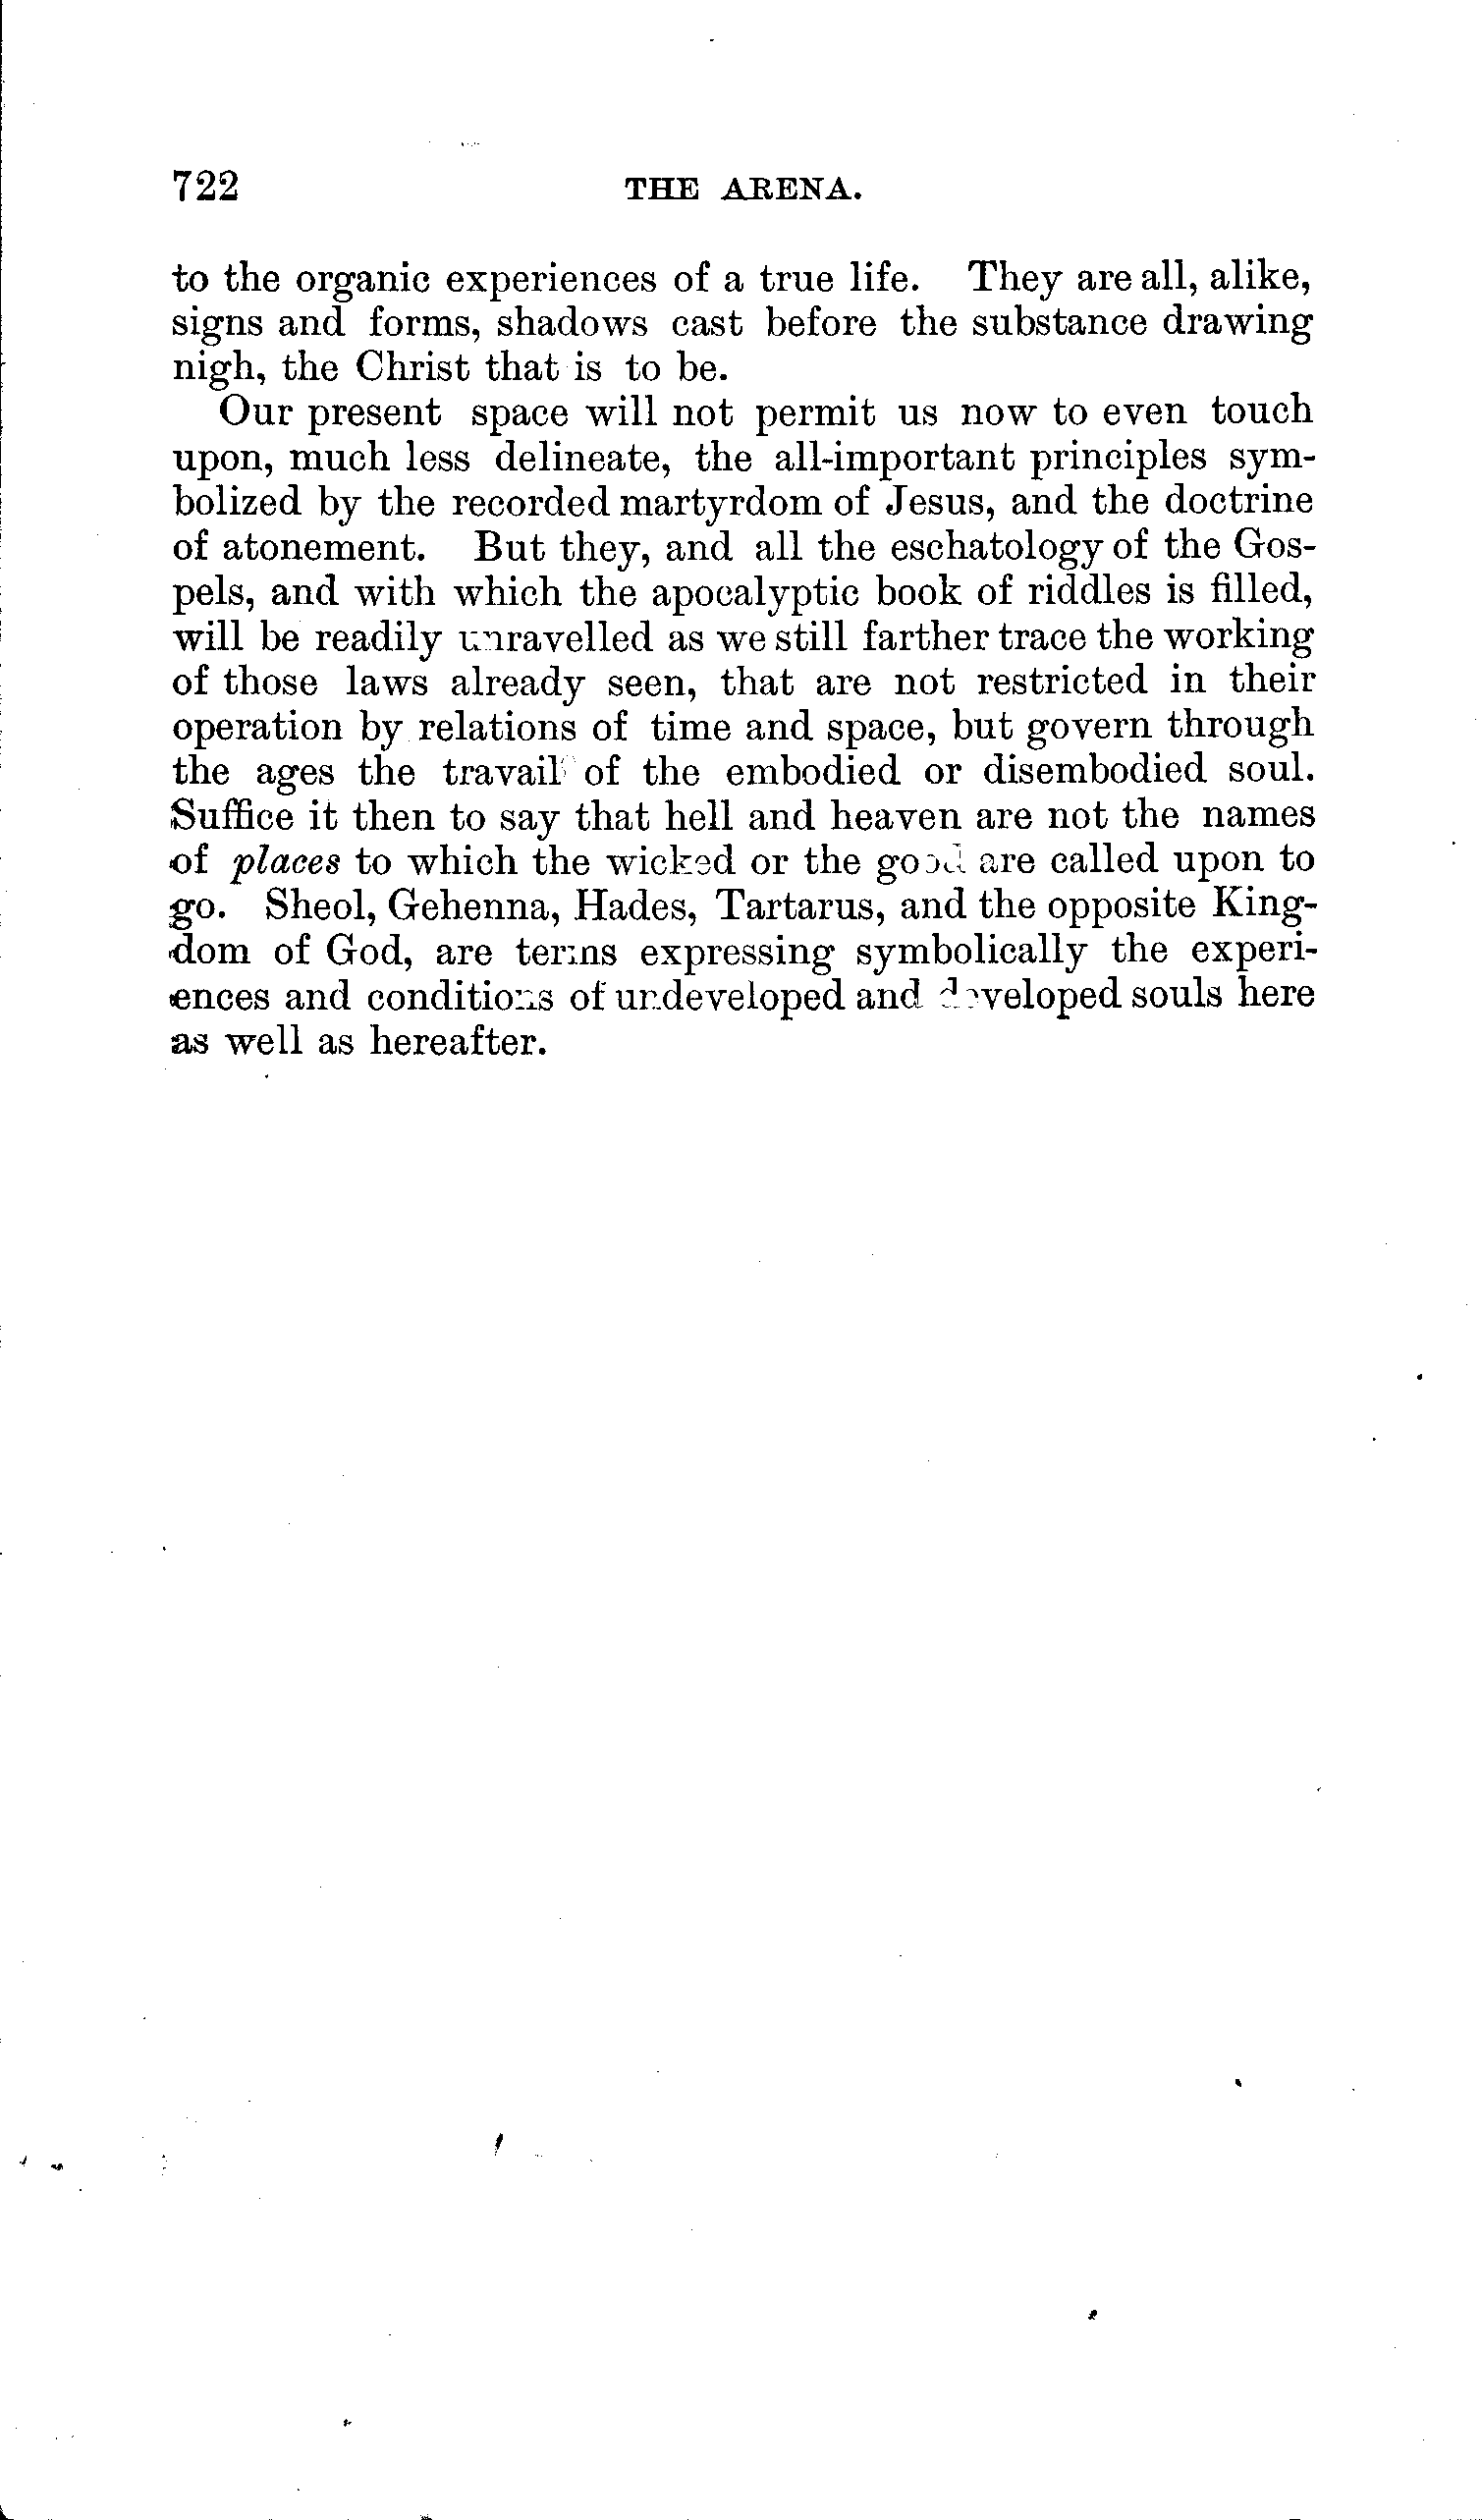 722 THE ARENA.
to the organic experiences of a true life. They are all, alike,
signs and forms, shadows cast before the substance drawing
nigh, the Christ that is to be.
Our present space will not permit us now to even touch
upon, much less delineate, the all-important principles sym-
bolized by the recorded martyrdom of Jesus, and the doctrine
of atonement. But they, and all the eschatology of the Gos-
pels, and with which the apocalyptic book of riddles is filled,
will be readily unravelled as we still farther trace the working
of those laws already seen, that are not restricted in their
operation by relations of time and space, but govern through
the ages the travail of the embodied or disembodied soul.
Suffice it then to say that hell and heaven are not the names
of places to which the wicked or the good are called upon to
go. Sheol, Gehenna, Hades, Tartarus, and the opposite King-
dom of God, are terms expressing symbolically the experi-
ences and conditions of undeveloped and developed souls here
as well as hereafter.